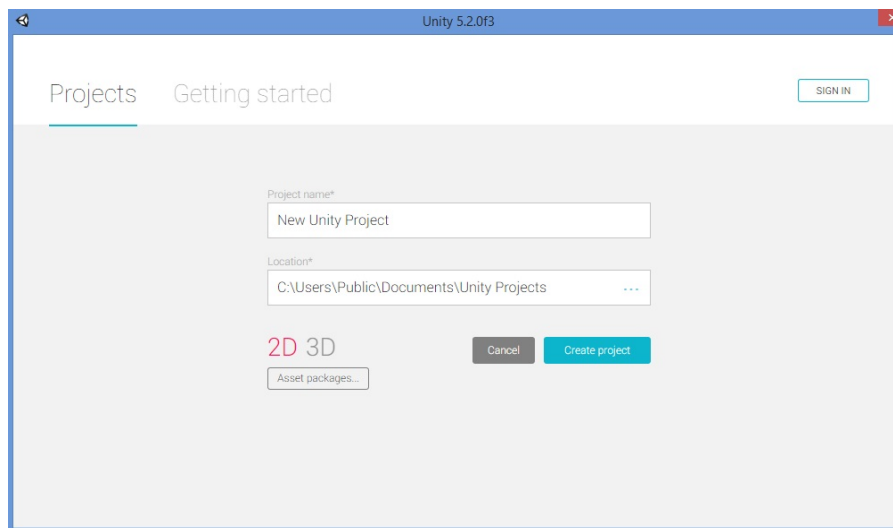 Unity 5.2.0f3
Projects Getting started SIGN IN
Project name*
New Unity Project
Location*
C:\Users\Public\Documents\Unity Projects ...
2D 3D Cancel Create project
Asset packages...